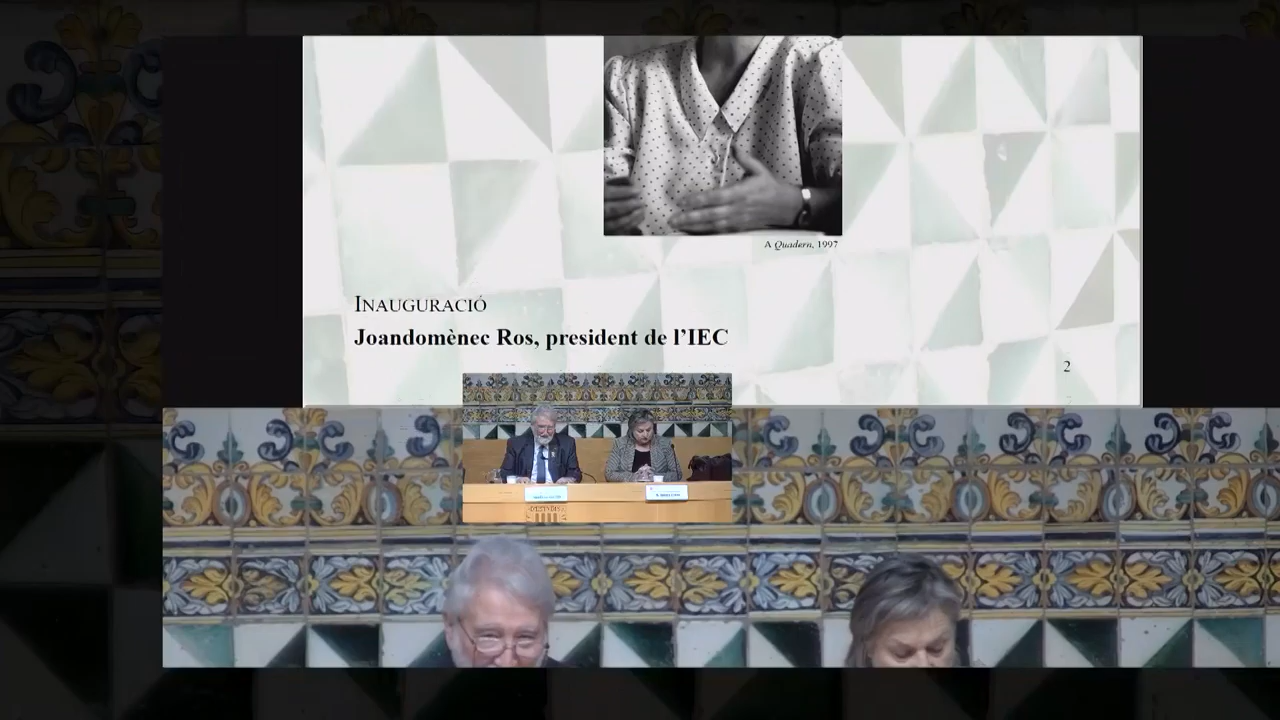 A Quadern, 1997
INAUGURACIÓ
Joandomènec Ros, president de l'IEC
2